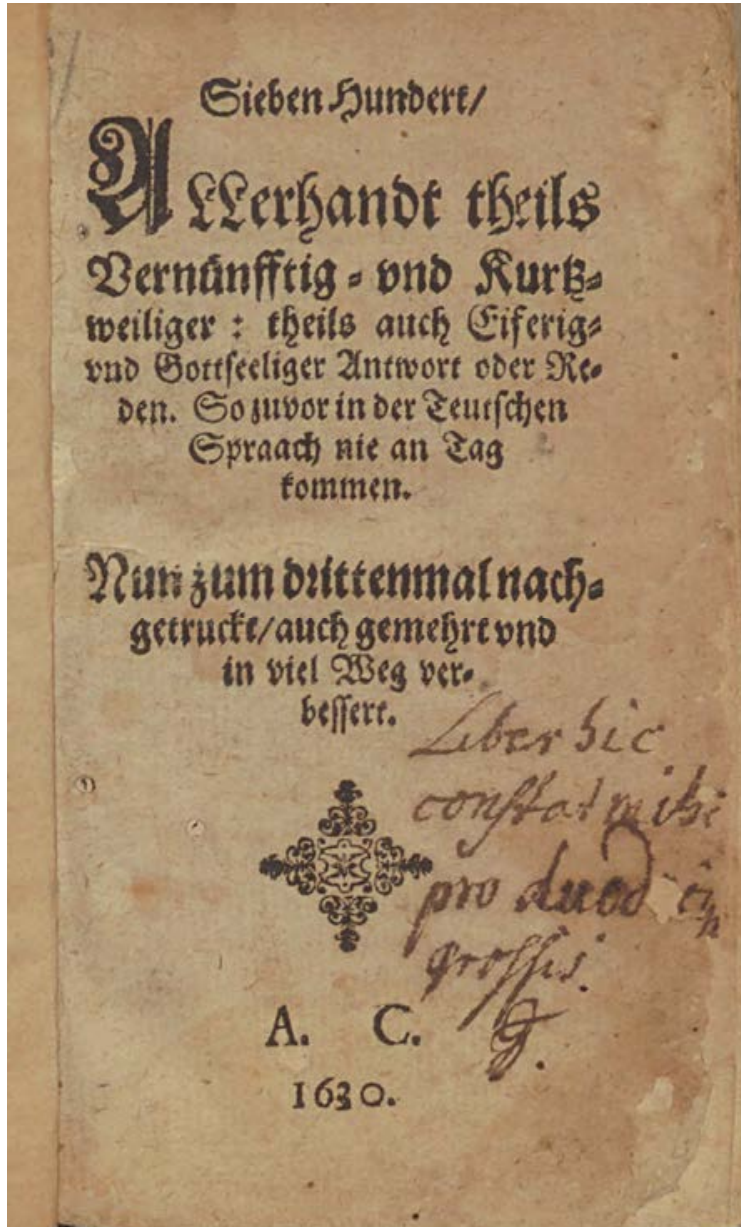 Sieben Hundert/
ALLerhandt theils
Vernünfftig - vnd Kurtz-
weiliger : theils auch Eiferig-
vnd Gottseeliger Antwort oder Re-
den. So zuvor in der Teutschen
Spraach nie an Tag
kommen.
Nun zum drittenmal nach-
getruckt/ auch gemehrt vnd
in viel Weg ver-
bessert.
Liber hic
constat mihi
pro duod
grossis.
A. C.
1630.